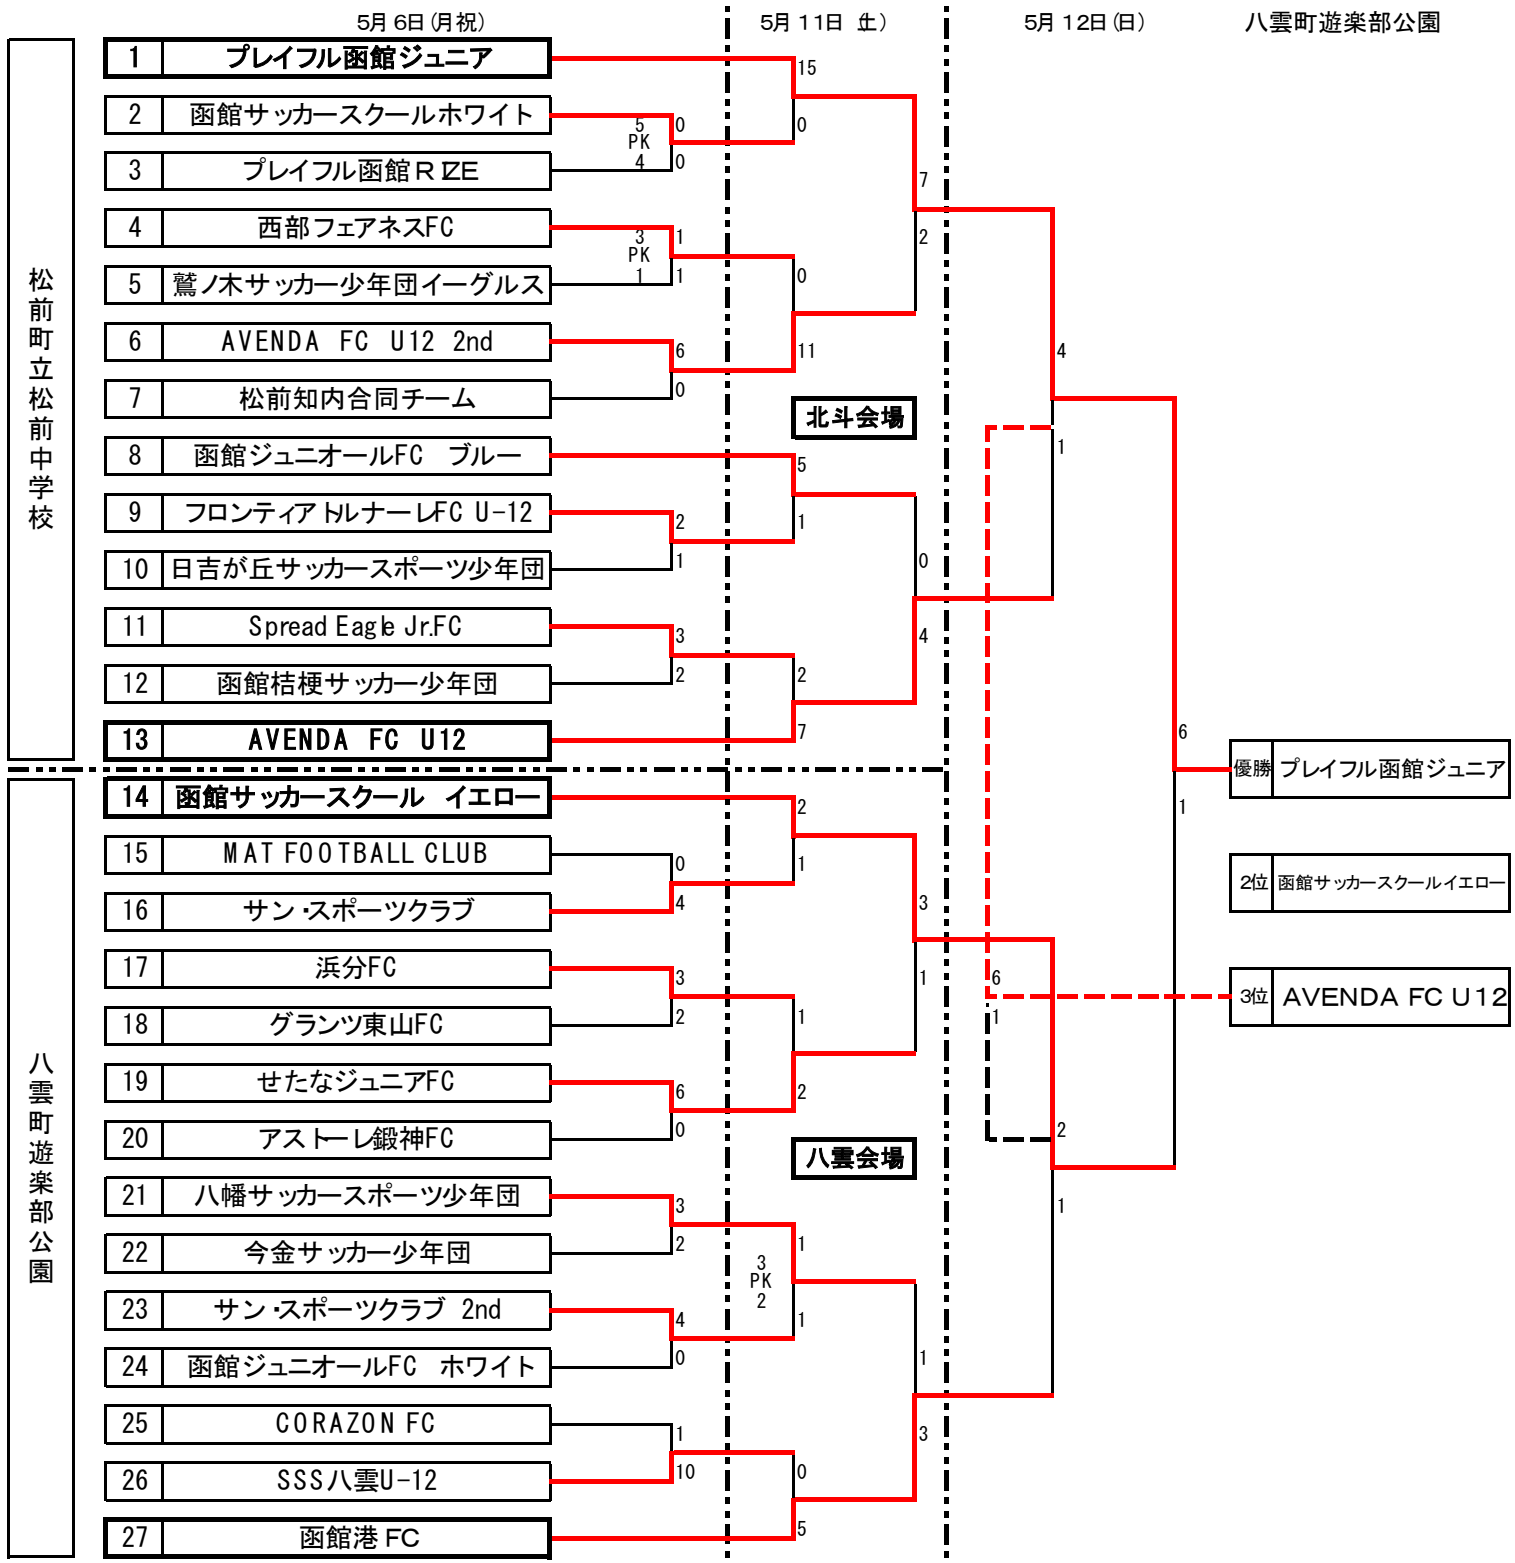 5月6日(月祝)
5月11日(土)
5月12日(日)
八雲町遊楽部公園
松前町立松前中学校
1 プレイフル函館ジュニア
2 函館サッカースクールホワイト
3 プレイフル函館RIZE
4 西部フェアネスFC
5 鷲ノ木サッカー少年団イーグルス
6 AVENDA FC U12 2nd
7 松前知内合同チーム
8 函館ジュニオールFC ブルー
9 フロンティアトルナーレFC U-12
10 日吉が丘サッカースポーツ少年団
11 Spread Eagle Jr.FC
12 函館桔梗サッカー少年団
13 AVENDA FC U12
八雲町遊楽部公園
14 函館サッカースクール イエロー
15 MAT FOOTBALL CLUB
16 サン・スポーツクラブ
17 浜分FC
18 グランツ東山FC
19 せたなジュニアFC
20 アストーレ鍛神FC
21 八幡サッカースポーツ少年団
22 今金サッカー少年団
23 サン・スポーツクラブ 2nd
24 函館ジュニオールFC ホワイト
25 CORAZON FC
26 SSS八雲U-12
27 函館港FC
5
PK
4
0
0
3
PK
1
1
1
6
0
2
1
3
2
0
4
3
2
6
0
3
2
4
0
1
10
15
0
0
11
北斗会場
5
1
2
7
2
1
1
2
八雲会場
3
PK
2
1
1
0
5
7
2
0
4
3
1
1
3
4
1
6
1
2
1
6
1
優勝 プレイフル函館ジュニア
2位 函館サッカースクールイエロー
3位 AVENDA FC U12